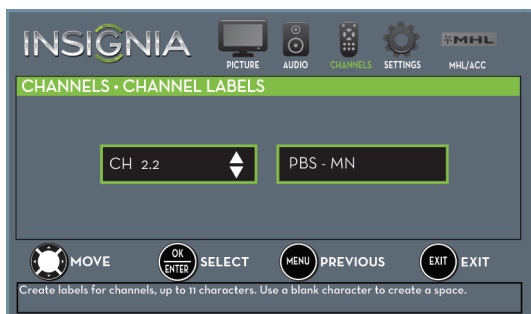 INSIGNIA
PICTURE AUDIO CHANNELS SETTINGS MHL MHL/ACC
CHANNELS • CHANNEL LABELS
CH 2.2 PBS - MN
MOVE OK ENTER SELECT MENU PREVIOUS EXIT EXIT
Create labels for channels, up to 11 characters. Use a blank character to create a space.